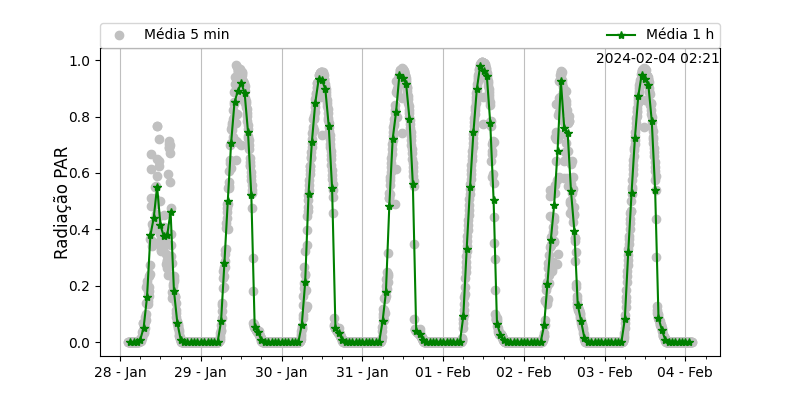 Média 5 min
Média 1 h
2024-02-04 02:21
Radiação PAR
1.0
0.8
0.6
0.4
0.2
0.0
28 - Jan
29 - Jan
30 - Jan
31 - Jan
01 - Feb
02 - Feb
03 - Feb
04 - Feb